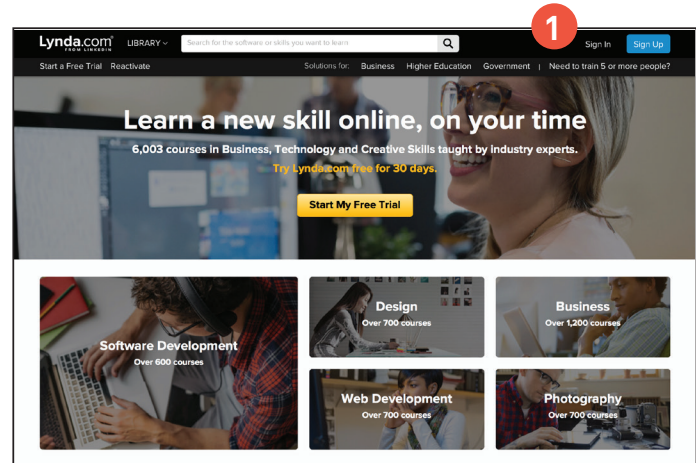 Lynda.com® LIBRARY Search for the software or skills you want to learn Sign In Sign Up
FROM LINKEDIN
1
Start a Free Trial Reactivate Solutions for: Business Higher Education Government | Need to train 5 or more people?
Learn a new skill online, on your time
6,003 courses in Business, Technology and Creative Skills taught by industry experts.
Try Lynda.com free for 30 days.
Start My Free Trial
Software Development
Over 600 courses
Design
Over 700 courses
Business
Over 1,200 courses
Web Development
Over 700 courses
Photography
Over 700 courses